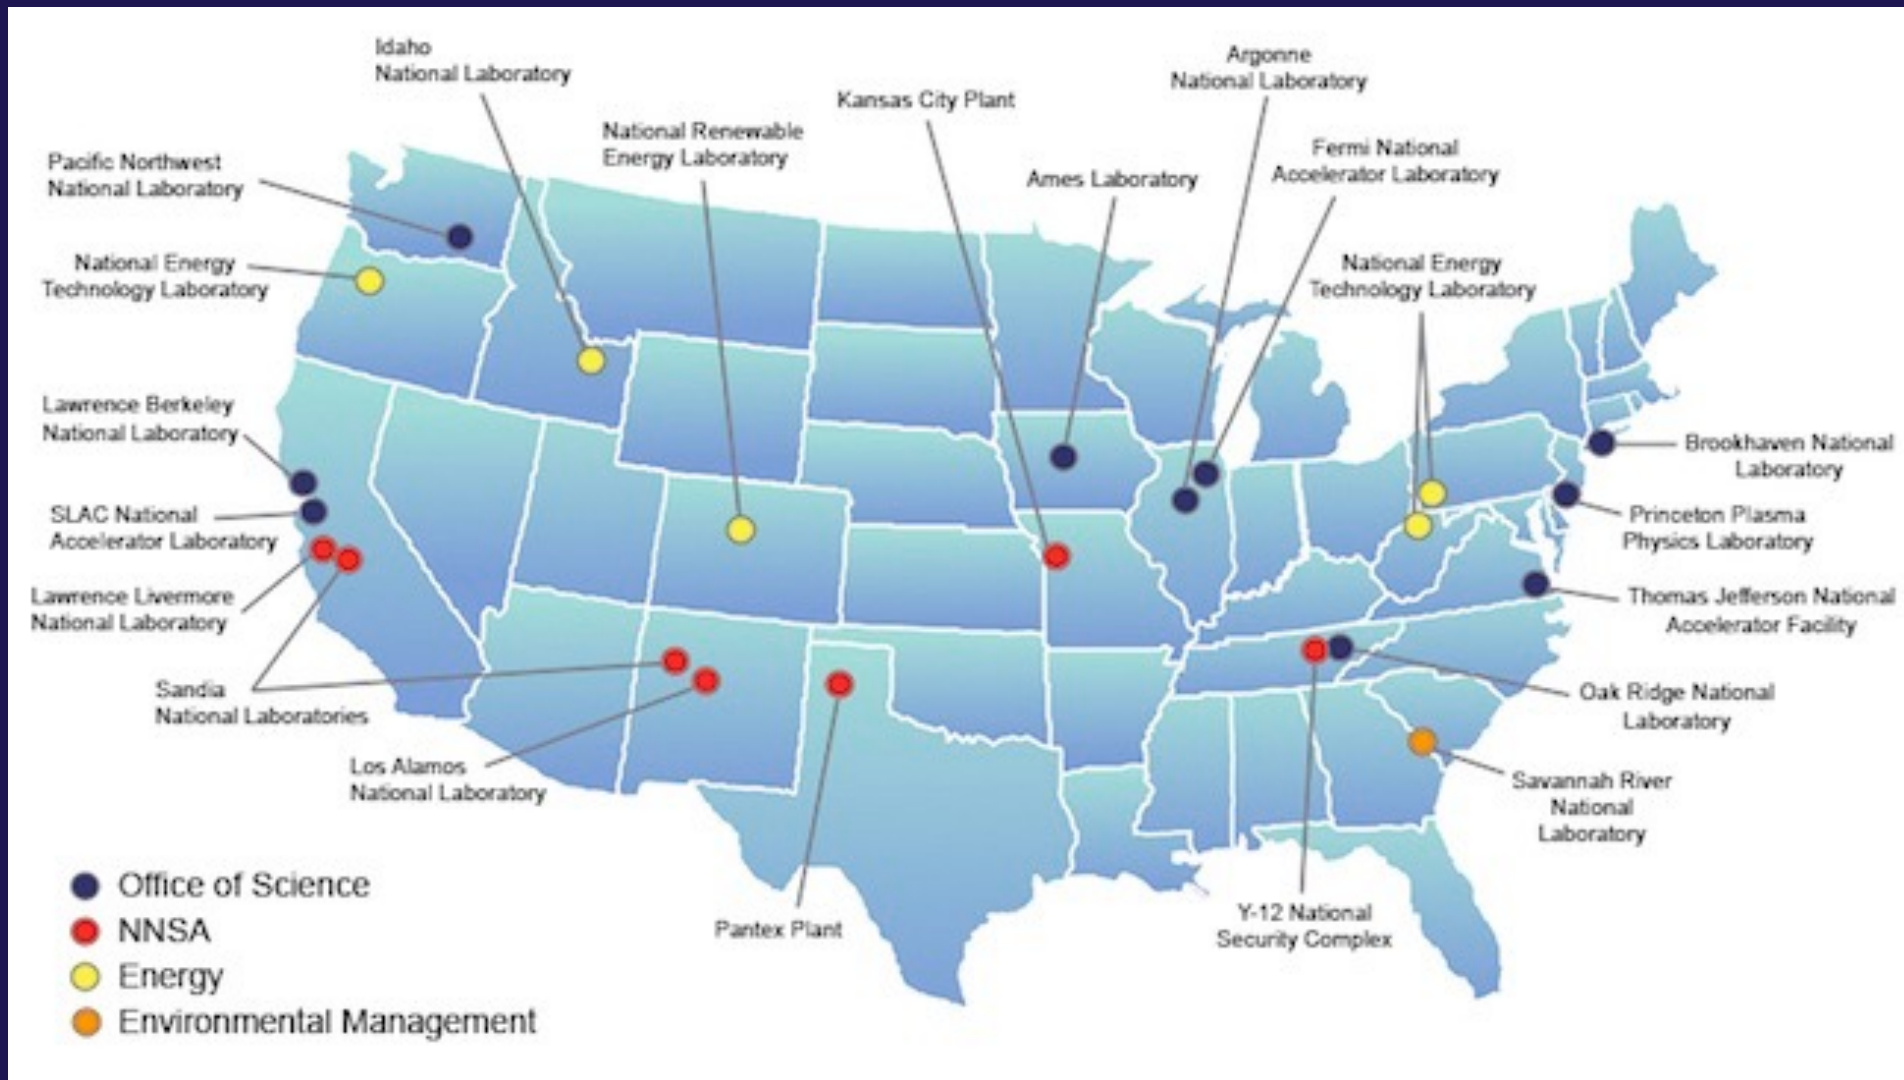 Idaho
National Laboratory
Argonne
National Laboratory
Kansas City Plant
National Renewable
Energy Laboratory
Fermi National
Accelerator Laboratory
Pacific Northwest
National Laboratory
Ames Laboratory
National Energy
Technology Laboratory
National Energy
Technology Laboratory
Lawrence Berkeley
National Laboratory
Brookhaven National
Laboratory
SLAC National
Accelerator Laboratory
Princeton Plasma
Physics Laboratory
Lawrence Livermore
National Laboratory
Thomas Jefferson National
Accelerator Facility
Sandia
National Laboratories
Oak Ridge National
Laboratory
Los Alamos
National Laboratory
Savannah River
National
Laboratory
Pantex Plant
Y-12 National
Security Complex
Office of Science
NNSA
Energy
Environmental Management